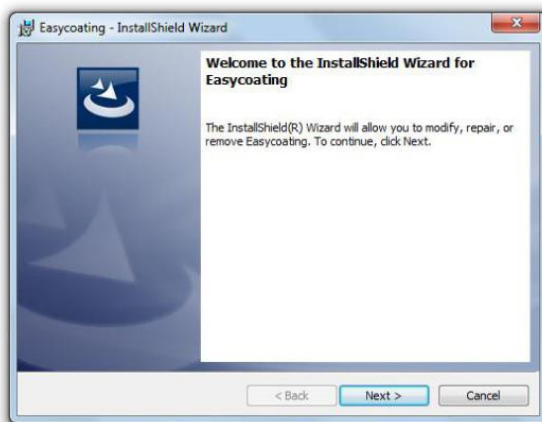 Easycoating - InstallShield Wizard
Welcome to the InstallShield Wizard for
Easycoating
The InstallShield(R) Wizard will allow you to modify, repair, or
remove Easycoating. To continue, click Next.
< Back
Next >
Cancel